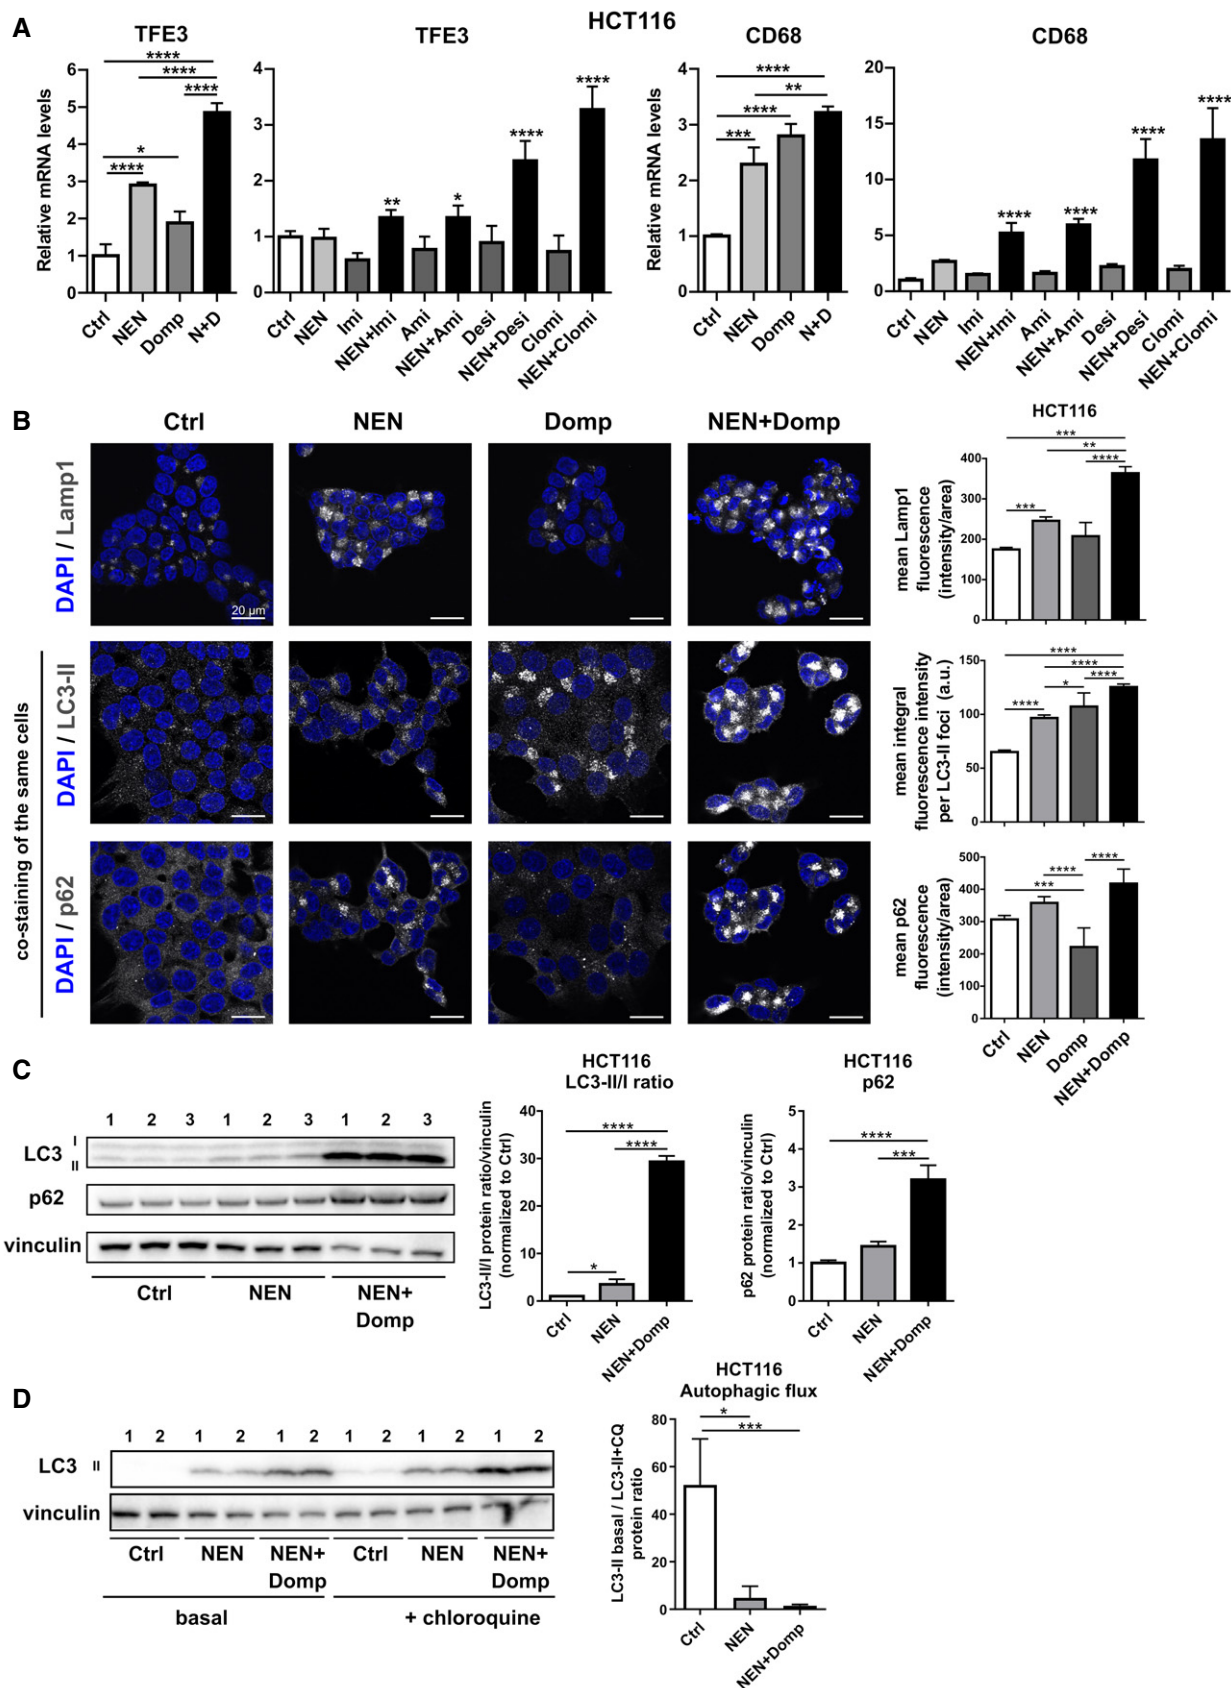 A
HCT116
TFE3
Relative mRNA levels
6
5
4
3
2
1
0
****
****
****
*
****
Ctrl
NEN
Domp
N+D
TFE3
4
3
2
1
0
**
*
****
****
Ctrl
NEN
Imi
NEN+Imi
Ami
NEN+Ami
Desi
NEN+Desi
Clomi
NEN+Clomi
CD68
Relative mRNA levels
4
3
2
1
0
****
**
****
***
Ctrl
NEN
Domp
N+D
CD68
20
15
10
5
0
****
****
****
****
Ctrl
NEN
Imi
NEN+Imi
Ami
NEN+Ami
Desi
NEN+Desi
Clomi
NEN+Clomi
B
Ctrl
NEN
Domp
NEN+Domp
DAPI / Lamp1
20 µm
co-staining of the same cells
DAPI / LC3-II
DAPI / p62
HCT116
mean Lamp1
fluorescence
(intensity/area)
400
300
200
100
0
***
**
****
***
mean integral
fluorescence intensity
per LC3-II foci (a.u.)
150
100
50
0
****
****
****
*
****
mean p62
fluorescence
(intensity/area)
500
400
300
200
100
0
****
****
***
Ctrl
NEN
Domp
NEN+Domp
C
1 2 3 1 2 3 1 2 3
LC3
I
II
p62
vinculin
Ctrl
NEN
NEN+
Domp
HCT116
LC3-II/I ratio
LC3-II/I protein ratio/vinculin
(normalized to Ctrl)
40
30
20
10
0
****
****
*
Ctrl
NEN
NEN+Domp
HCT116
p62
p62 protein ratio/vinculin
(normalized to Ctrl)
5
4
3
2
1
0
****
***
Ctrl
NEN
NEN+Domp
D
1 2 1 2 1 2 1 2 1 2 1 2
LC3 II
vinculin
Ctrl NEN NEN+ Ctrl NEN NEN+
Domp Domp
basal + chloroquine
HCT116
Autophagic flux
LC3-II basal / LC3-II+CQ
protein ratio
80
60
40
20
0
*
***
Ctrl
NEN
NEN+Domp